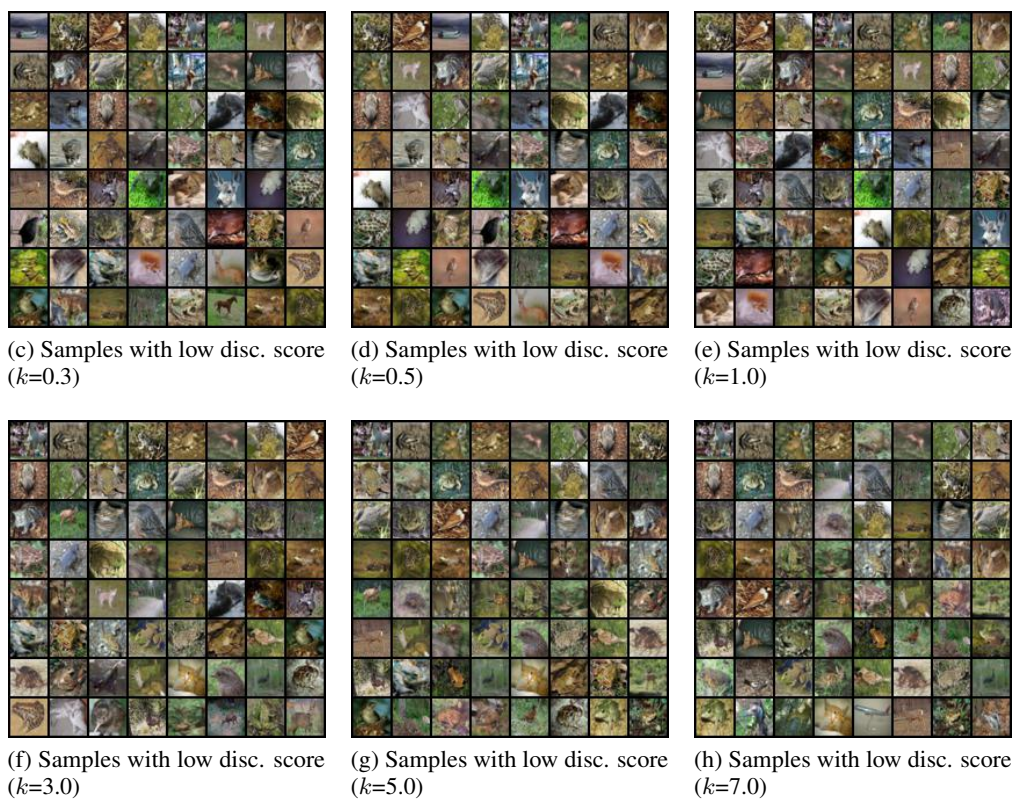 (c) Samples with low disc. score
(k=0.3)
(d) Samples with low disc. score
(k=0.5)
(e) Samples with low disc. score
(k=1.0)
(f) Samples with low disc. score
(k=3.0)
(g) Samples with low disc. score
(k=5.0)
(h) Samples with low disc. score
(k=7.0)